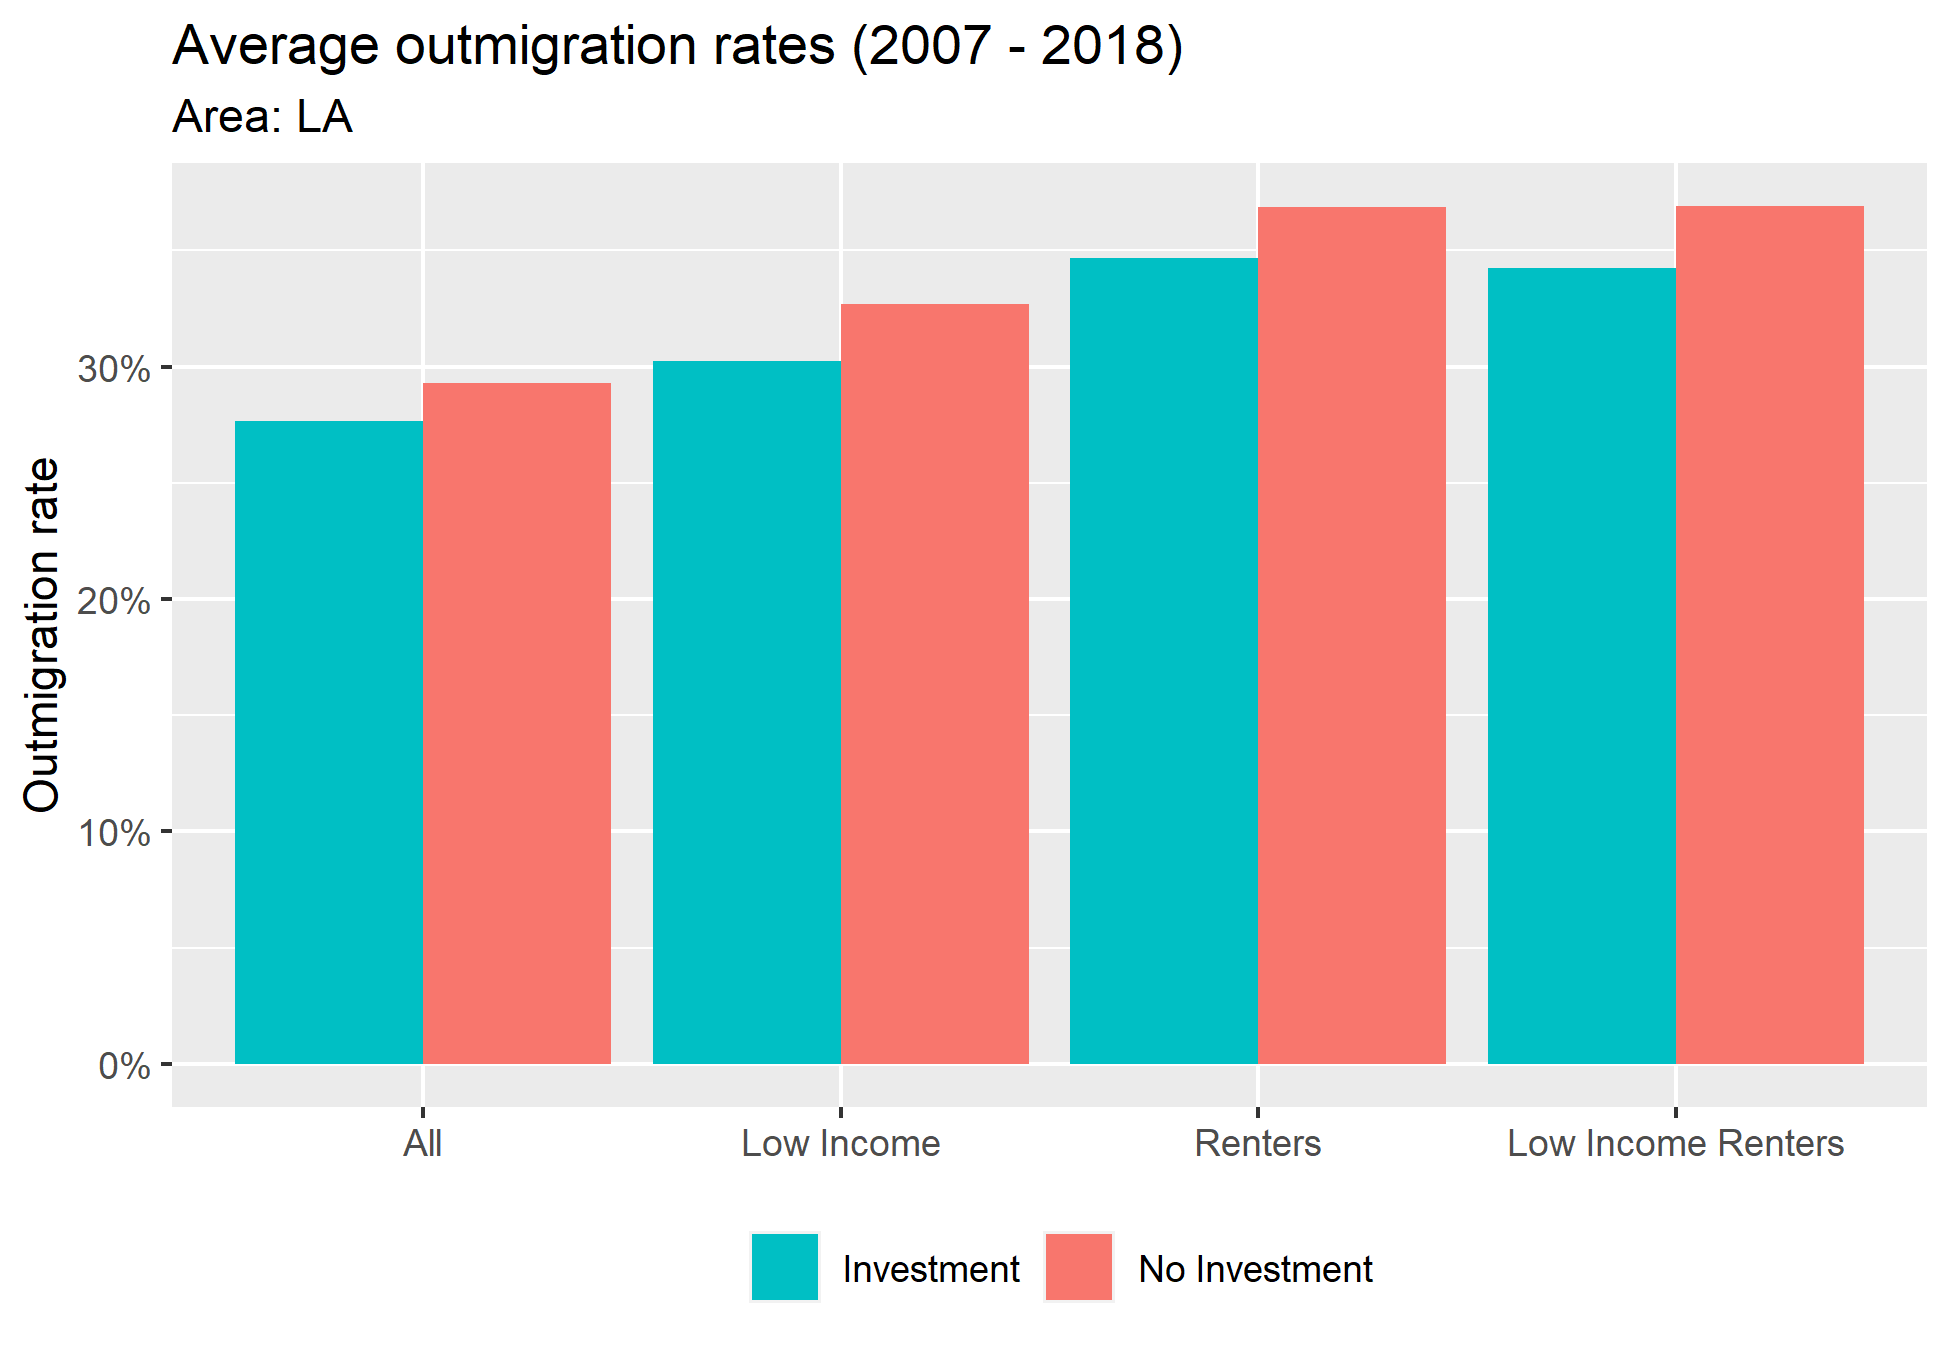 Average outmigration rates (2007 - 2018)
Area: LA
Outmigration rate
30%
20%
10%
0%
All
Low Income
Renters
Low Income Renters
Investment
No Investment